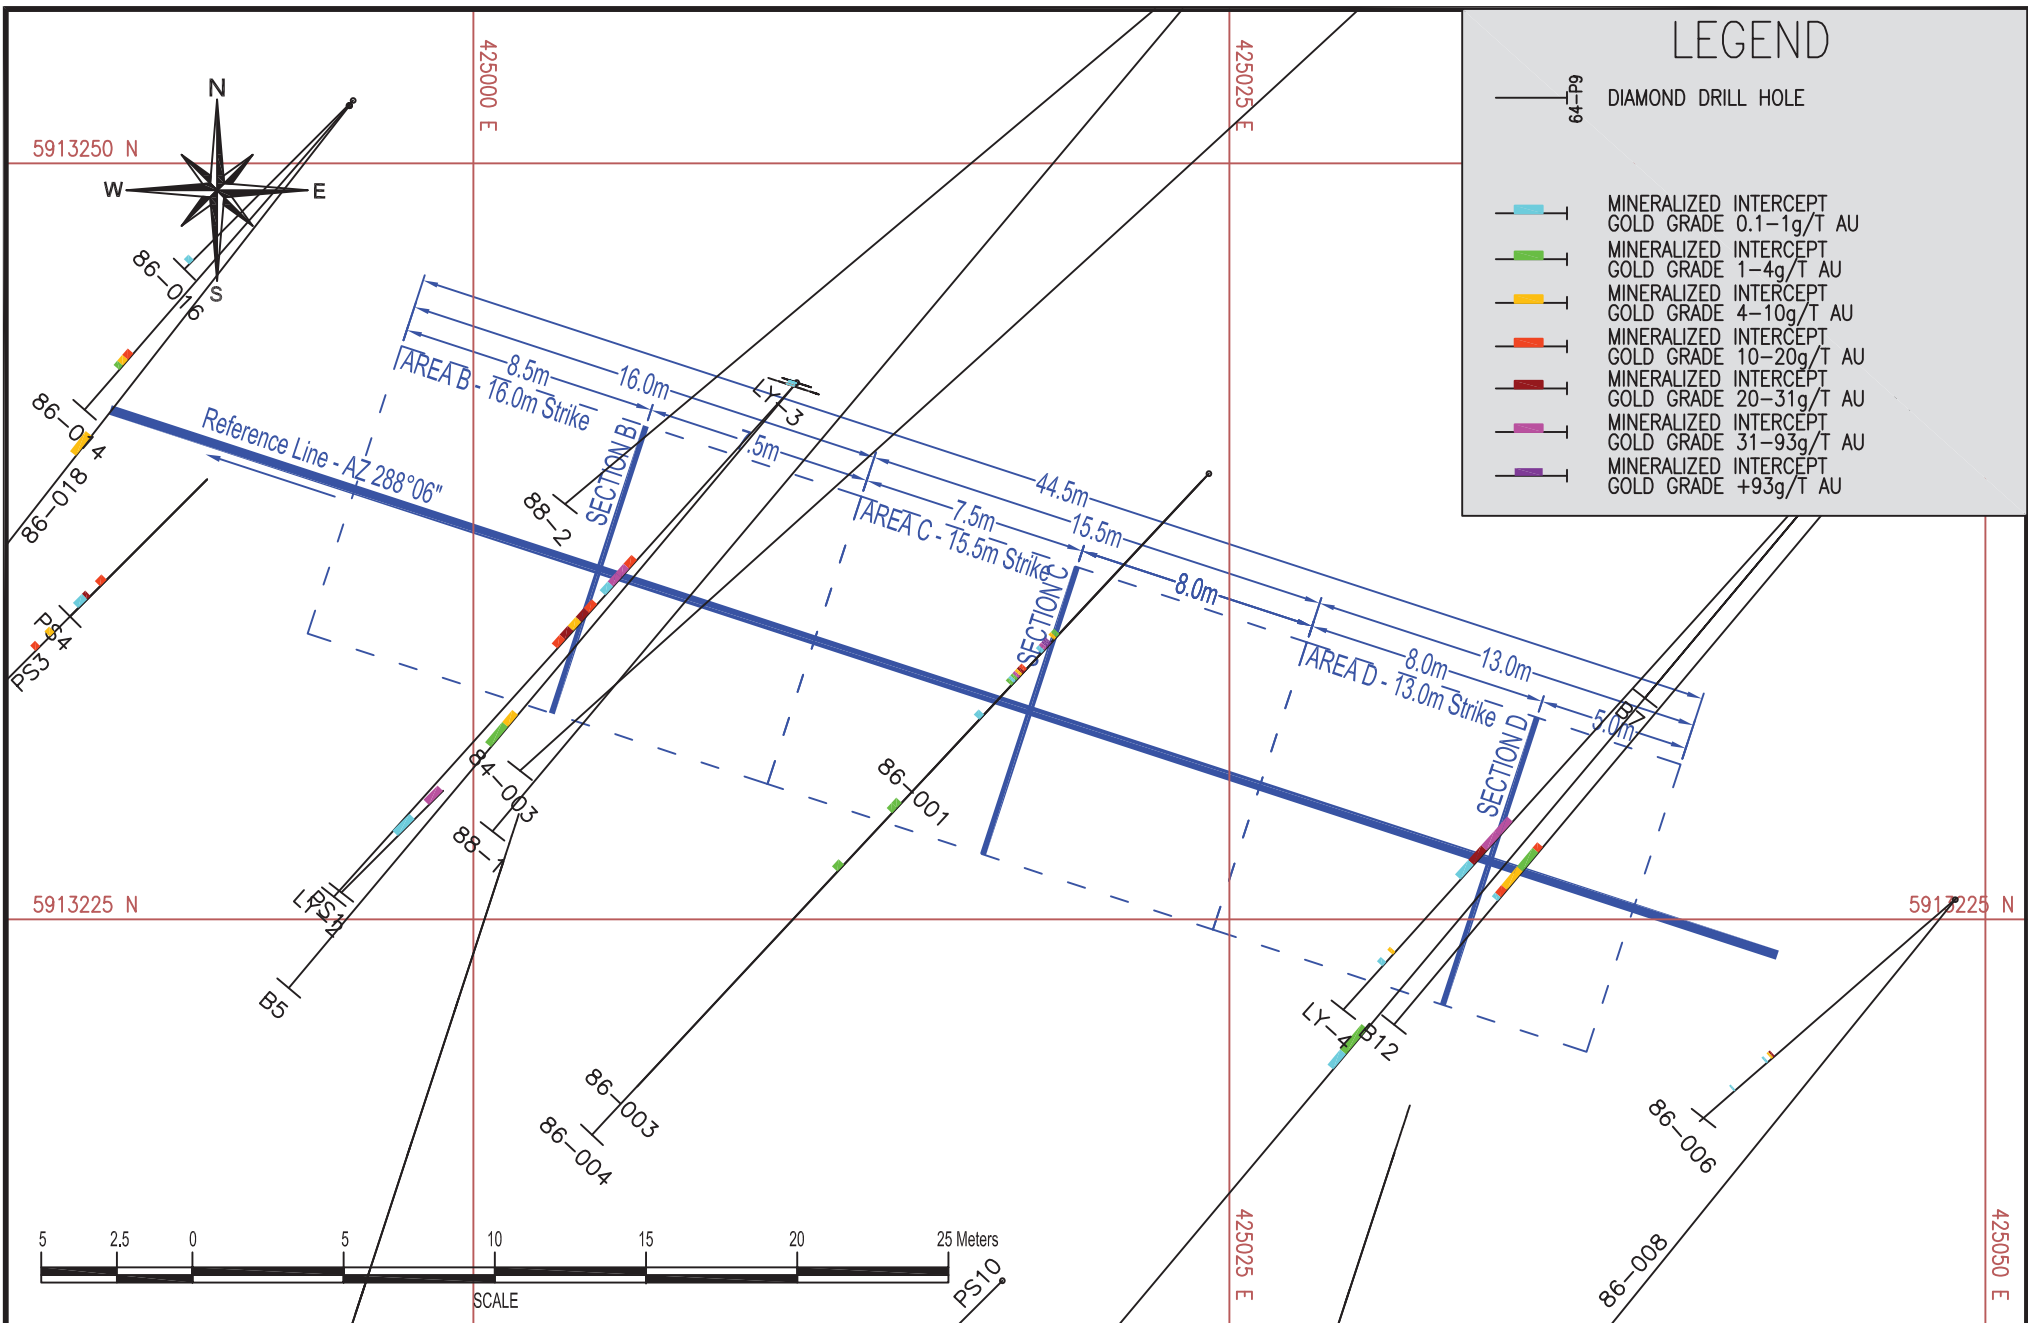 LEGEND
64-P9
DIAMOND DRILL HOLE
MINERALIZED INTERCEPT
GOLD GRADE 0.1-1g/T AU
MINERALIZED INTERCEPT
GOLD GRADE 1-4g/T AU
MINERALIZED INTERCEPT
GOLD GRADE 4-10g/T AU
MINERALIZED INTERCEPT
GOLD GRADE 10-20g/T AU
MINERALIZED INTERCEPT
GOLD GRADE 20-31g/T AU
MINERALIZED INTERCEPT
GOLD GRADE 31-93g/T AU
MINERALIZED INTERCEPT
GOLD GRADE +93g/T AU
425000 E
425025 E
5913250 N
N
W
E
S
86-016
86-014
86-018
PS4
PS3
Reference Line - AZ 288°06"
8.5m
16.0m
AREA B - 16.0m Strike
SECTION B
7.5m
LY-3
88-2
44.5m
7.5m
15.5m
AREA C - 15.5m Strike
SECTION C
8.0m
8.0m
13.0m
AREA D - 13.0m Strike
SECTION D
5.0m
B7
84-003
88-1
86-001
LY-2
PS12
B5
5913225 N
5913225 N
LY-4
B12
86-003
86-004
86-006
86-008
PS10
425025 E
425050 E
5 2.5 0 5 10 15 20 25 Meters
SCALE